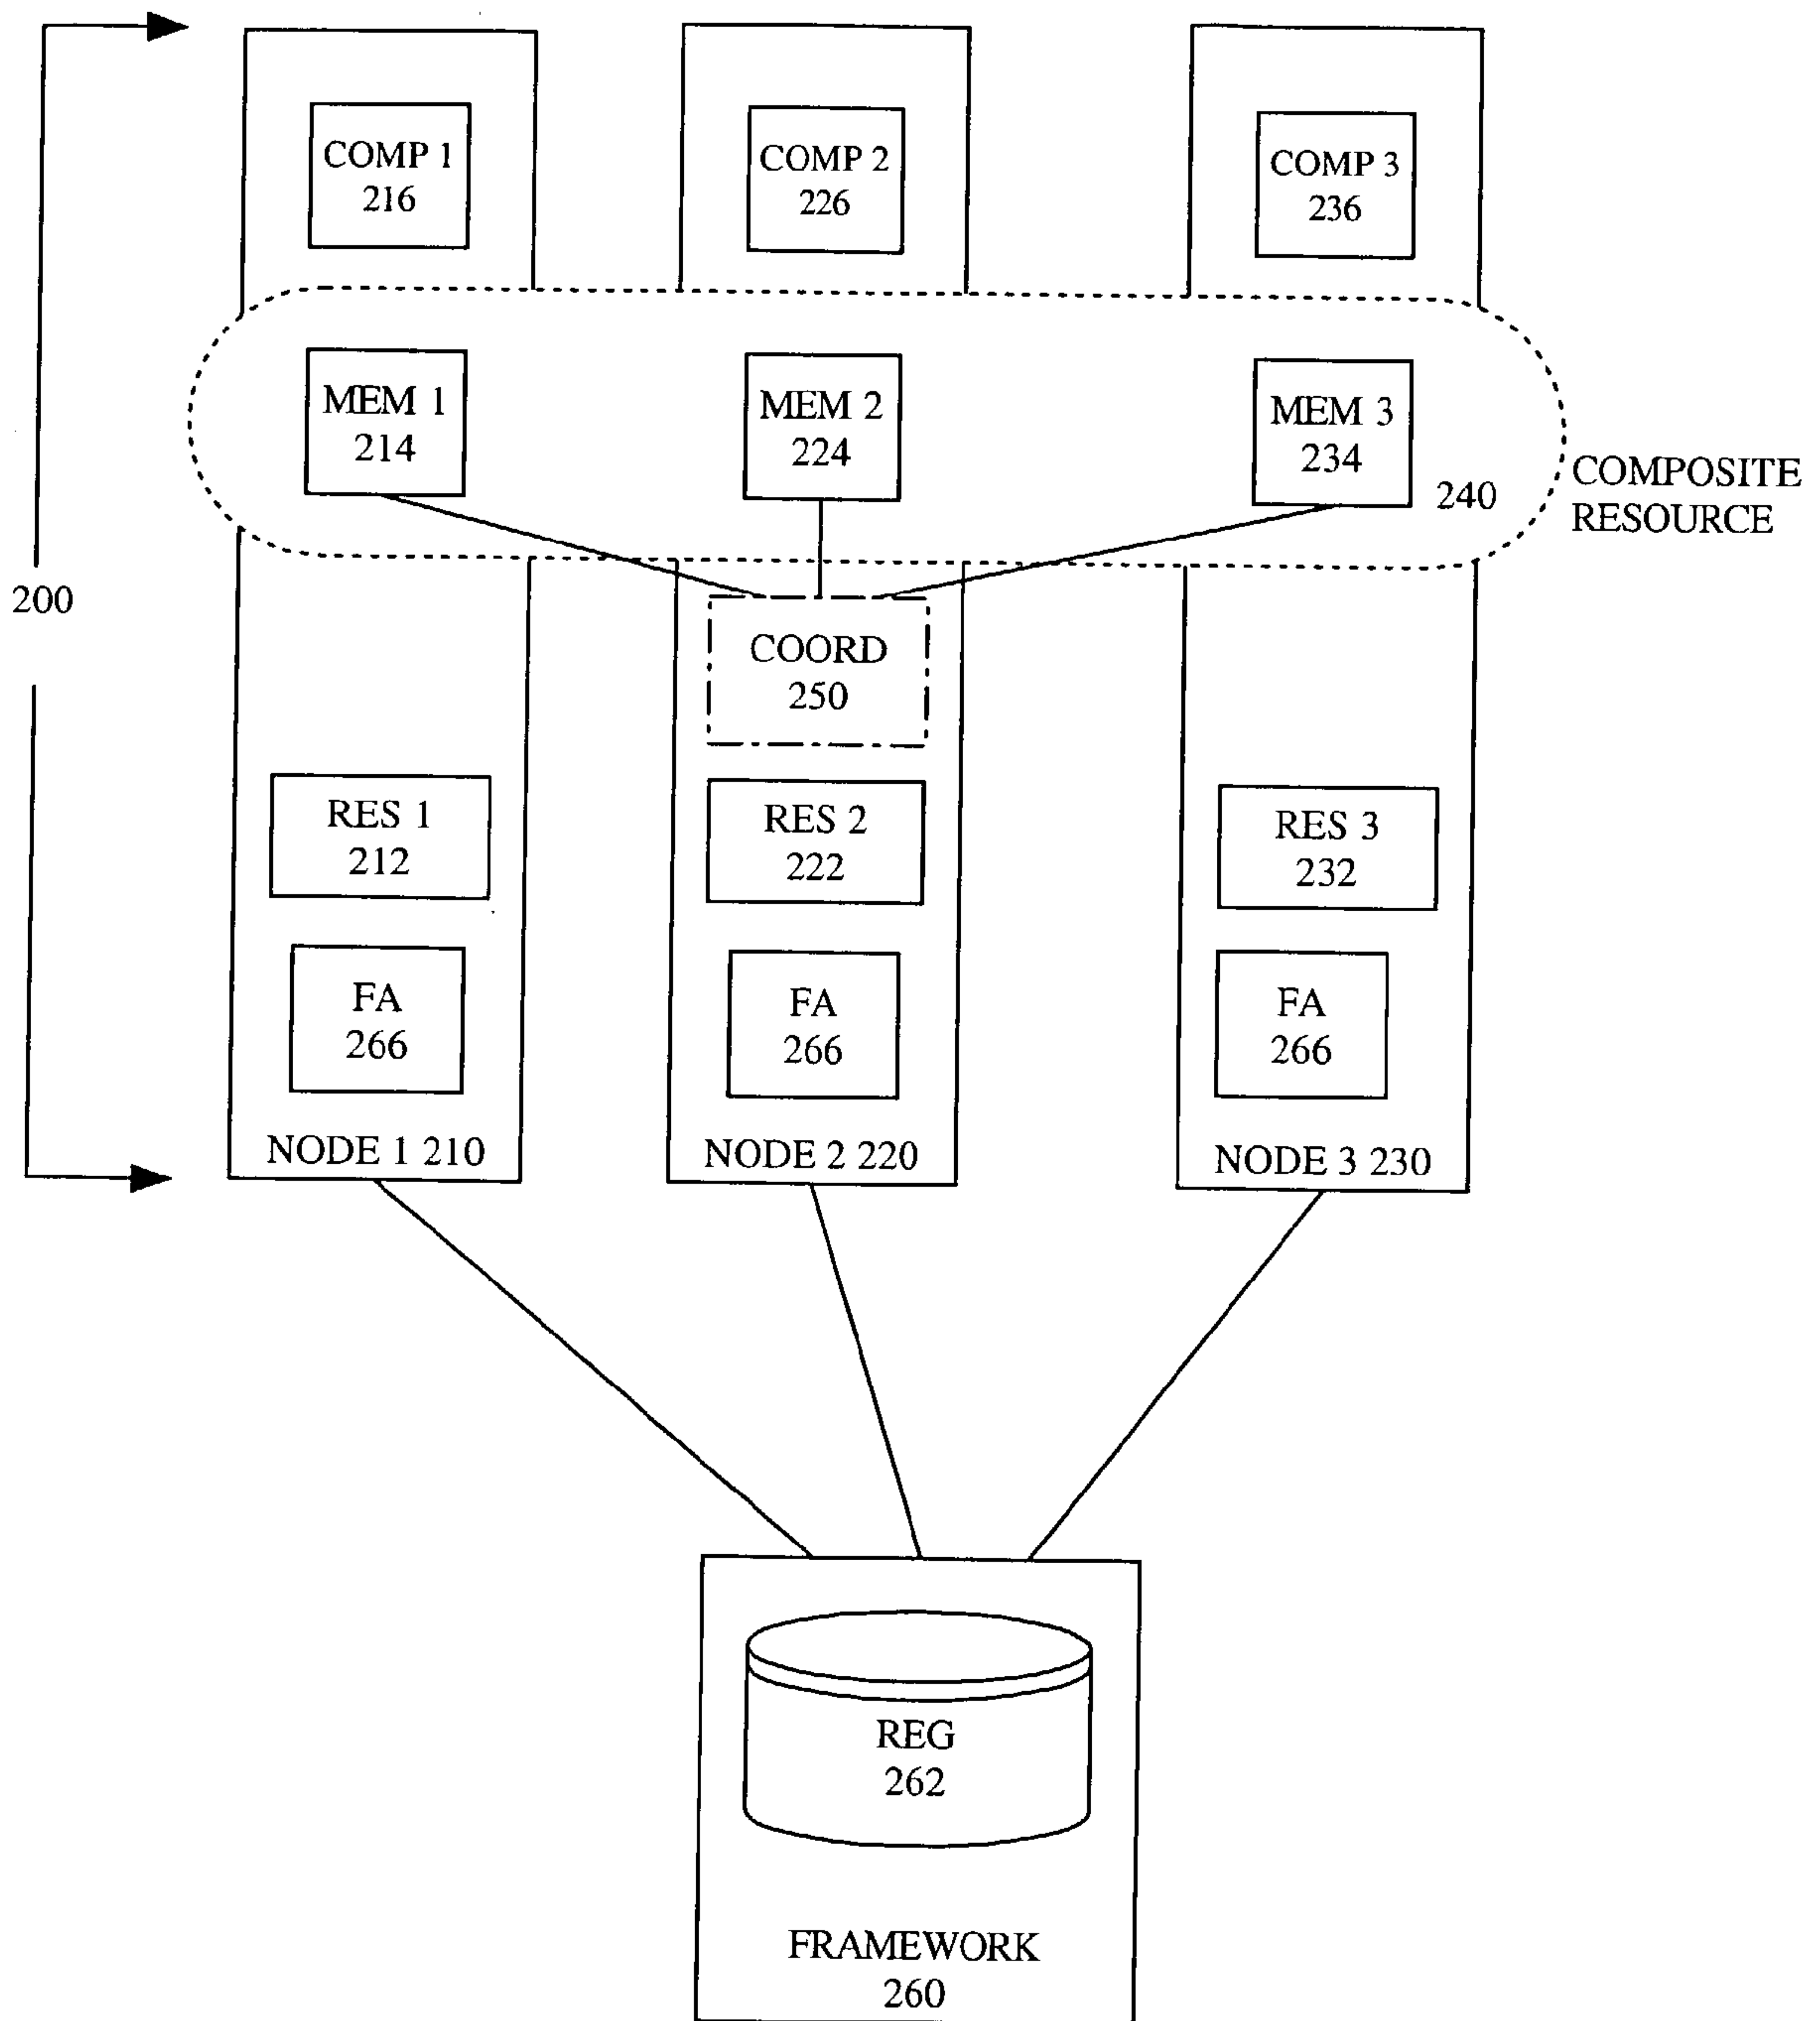 COMP 1
216
COMP 2
226
COMP 3
236
MEM 1
214
MEM 2
224
MEM 3
234
240
COMPOSITE
RESOURCE
200
COORD
250
RES 1
212
RES 2
222
RES 3
232
FA
266
FA
266
FA
266
NODE 1 210
NODE 2 220
NODE 3 230
REG
262
FRAMEWORK
260